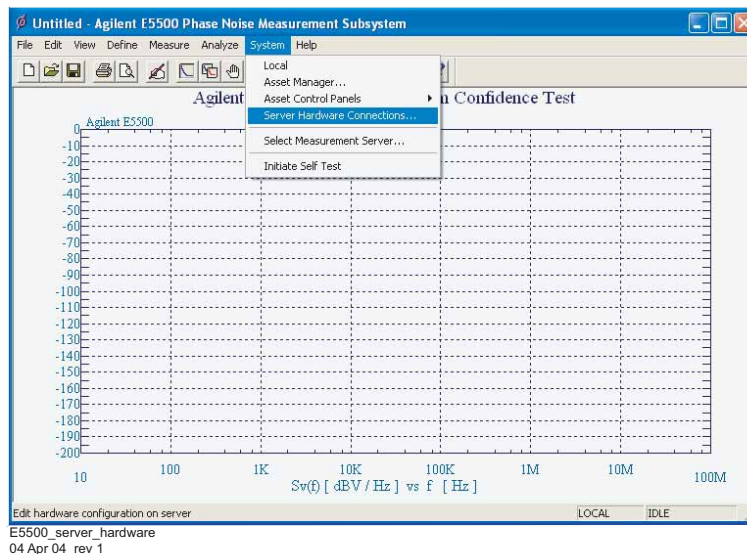 Untitled - Agilent E5500 Phase Noise Measurement Subsystem
File Edit View Define Measure Analyze System Help
Local
Asset Manager...
Asset Control Panels
Server Hardware Connections...
Select Measurement Server...
Initiate Self Test
Agilent n Confidence Test
Agilent E5500
0
-10
-20
-30
-40
-50
-60
-70
-80
-90
-100
-110
-120
-130
-140
-150
-160
-170
-180
-190
-200
10 100 1K 10K 100K 1M 10M 100M
Sv(f) [ dBV / Hz ] vs f [ Hz ]
Edit hardware configuration on server LOCAL IDLE
E5500_server_hardware
04 Apr 04 rev 1